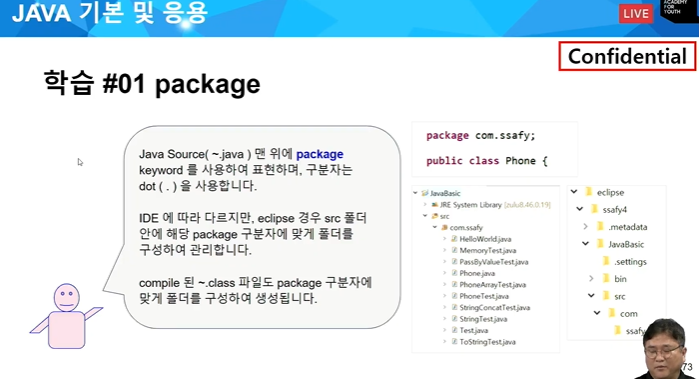 JAVA 기본 및 응용
LIVE
ACADEMY
FOR
YOUTH
Confidential
학습 #01 package
Java Source( ~.java ) 맨 위에 package
keyword 를 사용하여 표현하며, 구분자는
dot ( . ) 을 사용합니다.
IDE 에 따라 다르지만, eclipse 경우 src 폴더
안에 해당 package 구분자에 맞게 폴더를
구성하여 관리합니다.
compile 된 ~.class 파일도 package 구분자에
맞게 폴더를 구성하여 생성됩니다.
package com.ssafy;
public class Phone {
JavaBasic
JRE System Library [zulu8.46.0.19]
src
com.ssafy
HelloWorld.java
MemoryTest.java
PassByValueTest.java
Phone.java
PhoneArrayTest.java
PhoneTest.java
StringConcatTest.java
StringTest.java
Test.java
ToStringTest.java
eclipse
ssafy4
.metadata
JavaBasic
.settings
bin
src
com
ssafy
73